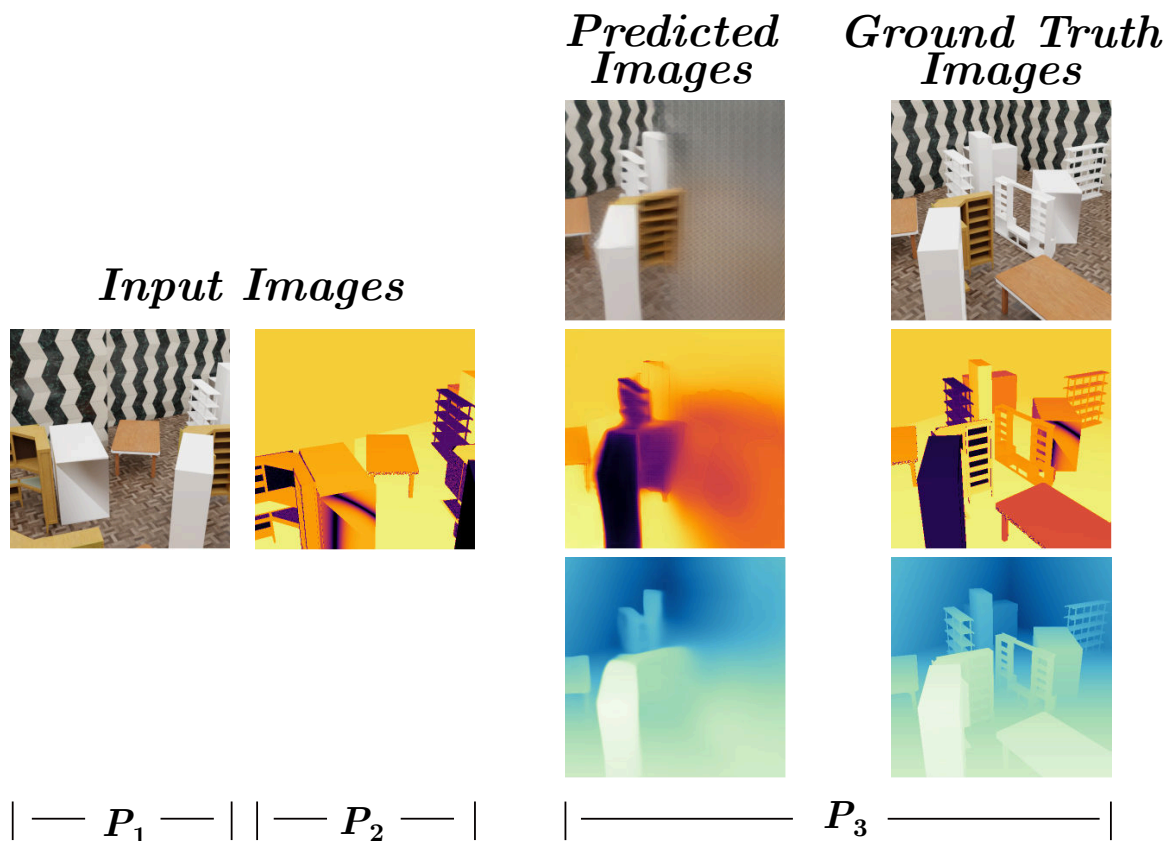 Predicted
Images
Ground Truth
Images
Input Images
P₁
P₂
P₃